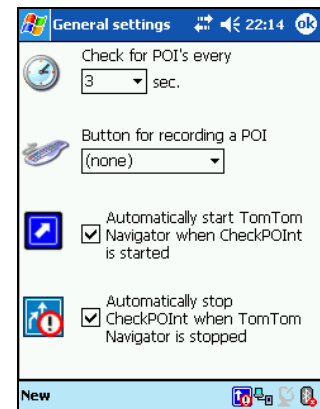 General settings 22:14 ok
Check for POI's every
3 sec.
Button for recording a POI
(none)
Automatically start TomTom
Navigator when CheckPOInt
is started
Automatically stop
CheckPOInt when TomTom
Navigator is stopped
New